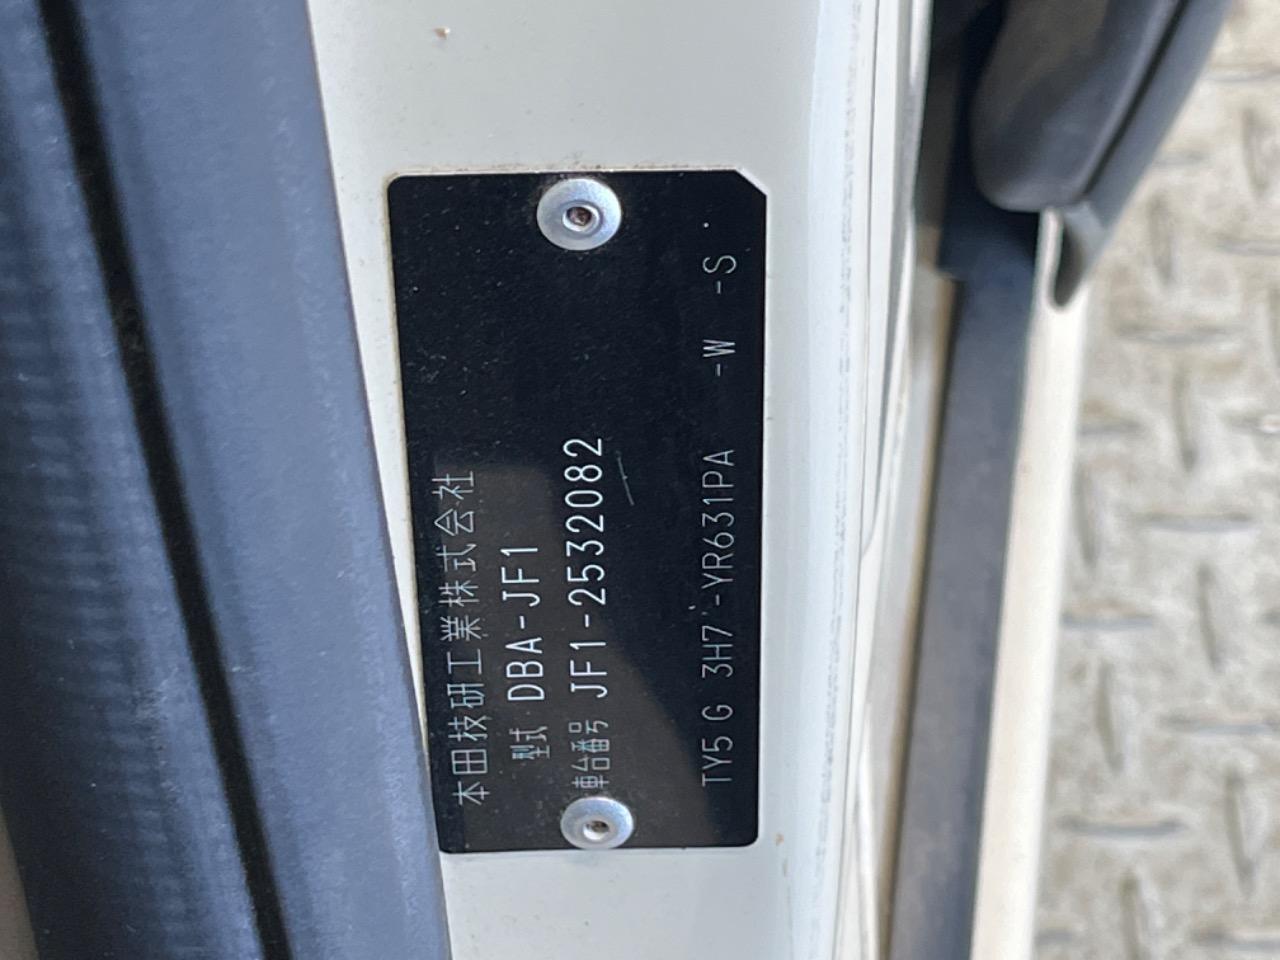 本田技研工業株式会社
型式 DBA-JF1
車台番号 JF1-2532082
TY5 G 3H7 -YR631PA -W -S